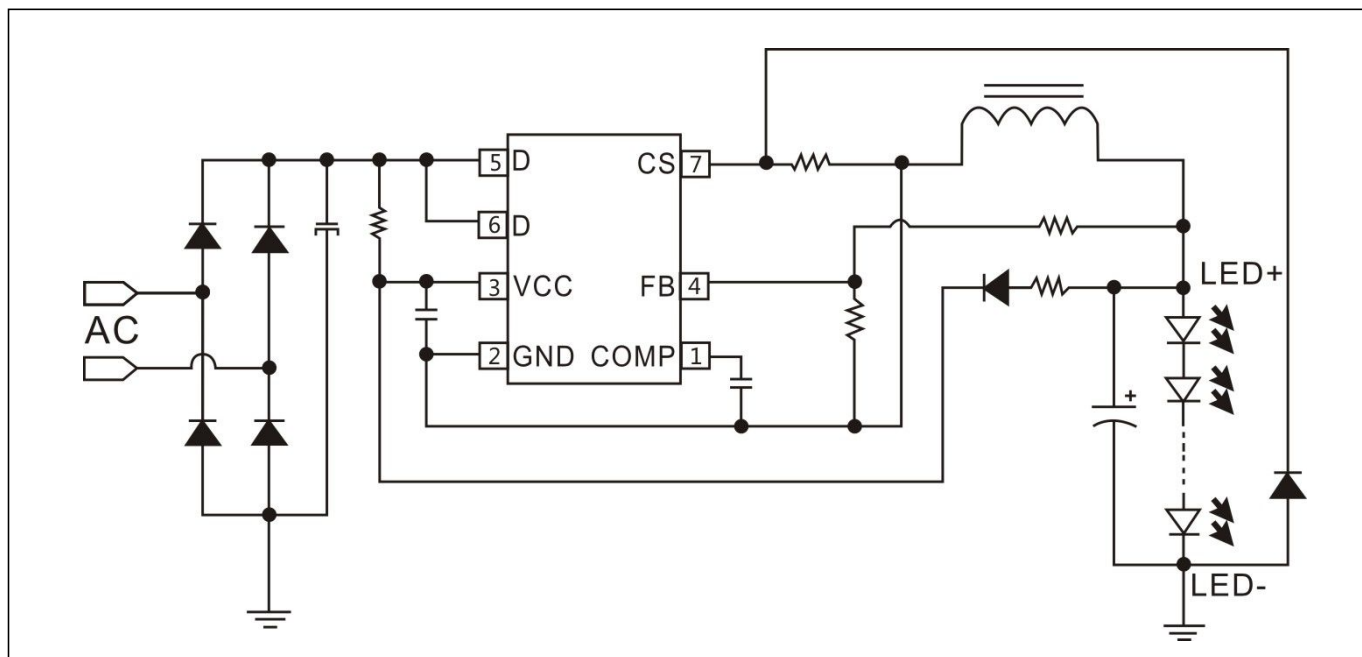 5 D CS 7
6 D
LED+
3 VCC FB 4
AC
2 GND COMP 1
+
LED-